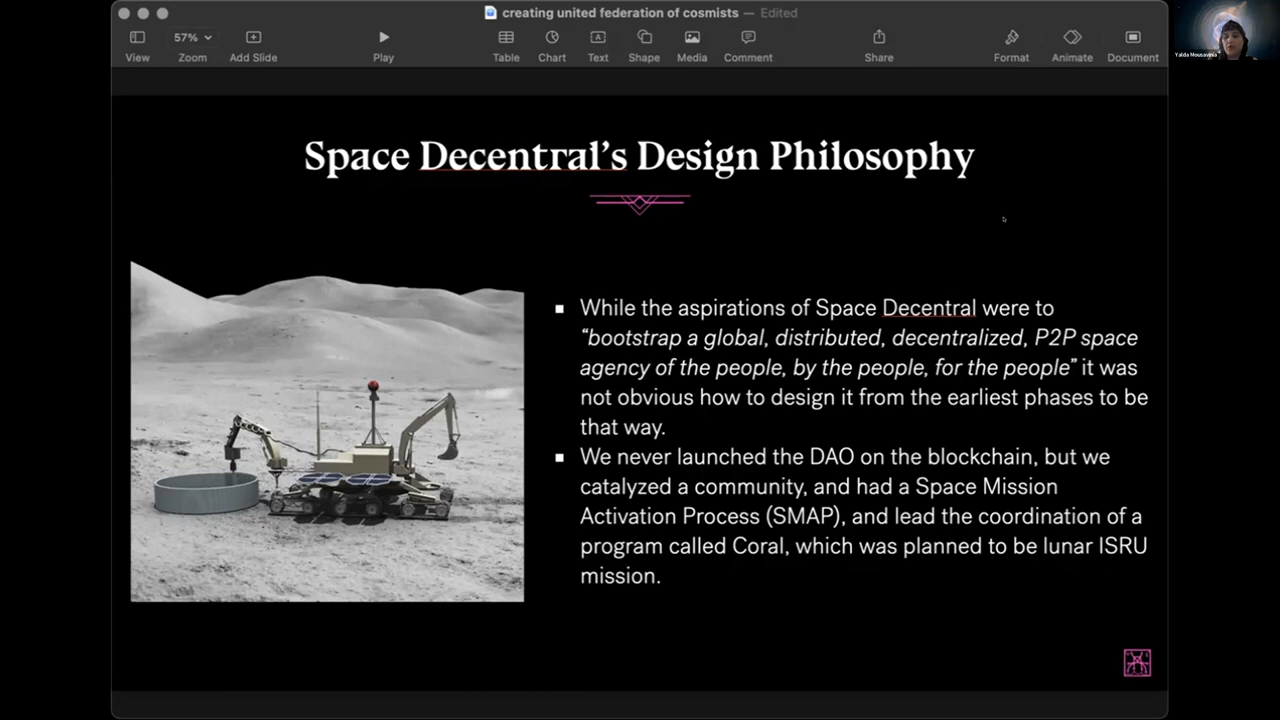 creating united federation of cosmists — Edited
57%
View
Zoom
Add Slide
Play
Table
Chart
Text
Shape
Media
Comment
Share
Format
Animate
Document
Yalda Mousavinia
Space Decentral's Design Philosophy
While the aspirations of Space Decentral were to
“bootstrap a global, distributed, decentralized, P2P space
agency of the people, by the people, for the people” it was
not obvious how to design it from the earliest phases to be
that way.
We never launched the DAO on the blockchain, but we
catalyzed a community, and had a Space Mission
Activation Process (SMAP), and lead the coordination of a
program called Coral, which was planned to be lunar ISRU
mission.